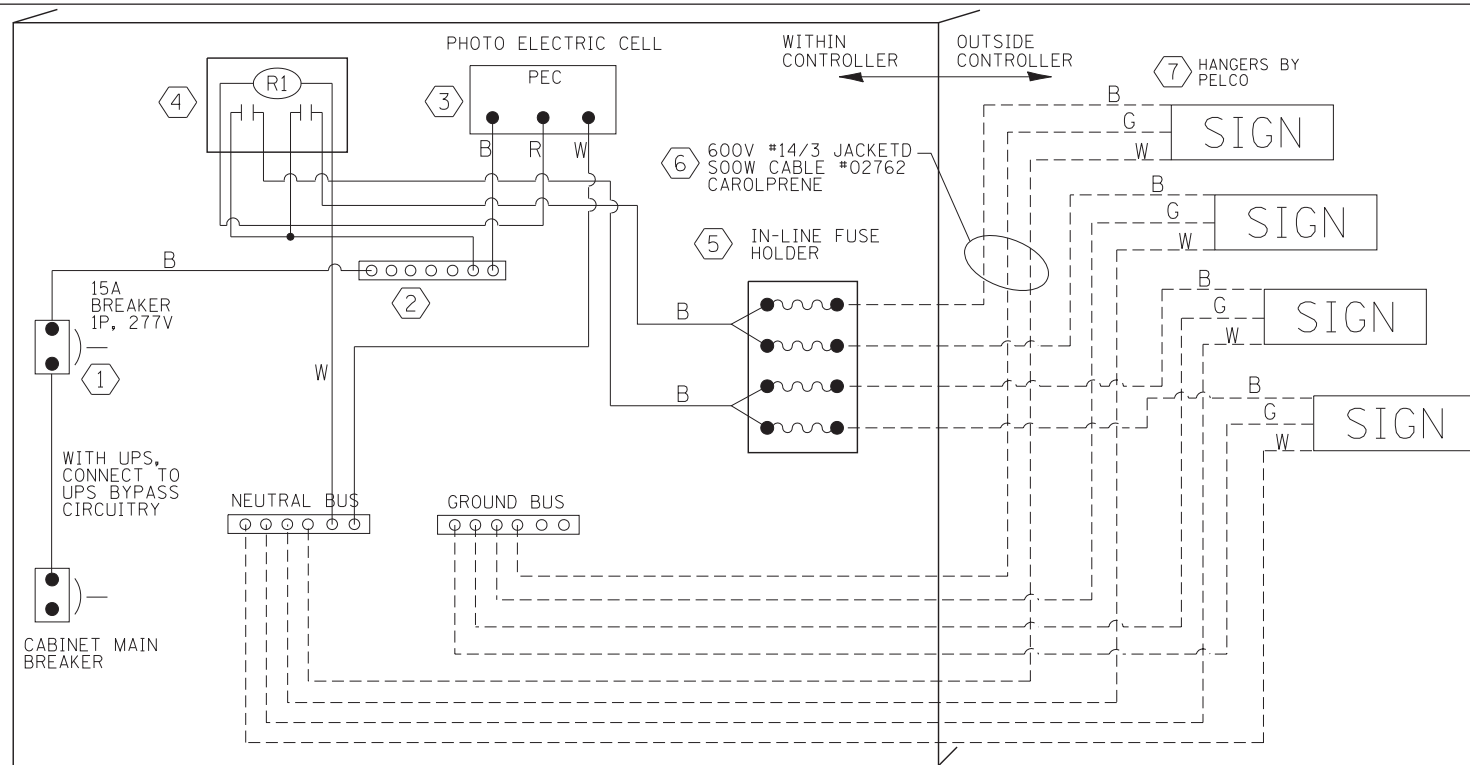 PHOTO ELECTRIC CELL
WITHIN
CONTROLLER
OUTSIDE
CONTROLLER
7
HANGERS BY
PELCO
R1
4
3
PEC
B
R
W
6
600V #14/3 JACKETD
SOOW CABLE #02762
CAROLPRENE
B
G
W
SIGN
B
G
W
SIGN
5
IN-LINE FUSE
HOLDER
B
2
15A
BREAKER
1P, 277V
1
W
B
B
B
G
W
SIGN
B
G
W
SIGN
WITH UPS,
CONNECT TO
UPS BYPASS
CIRCUITRY
NEUTRAL BUS
GROUND BUS
CABINET MAIN
BREAKER